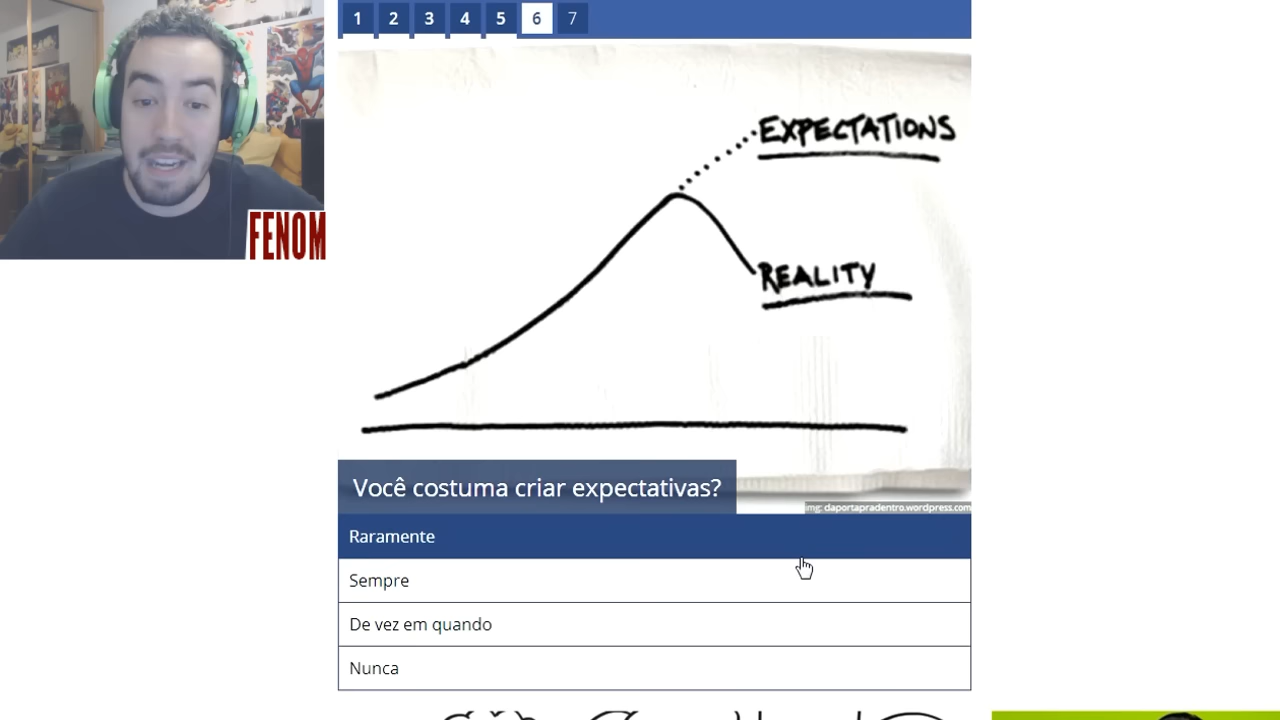 1 2 3 4 5 6 7
EXPECTATIONS
FENOM
REALITY
Você costuma criar expectativas?
img: daportapradentro.wordpress.com
Raramente
Sempre
De vez em quando
Nunca